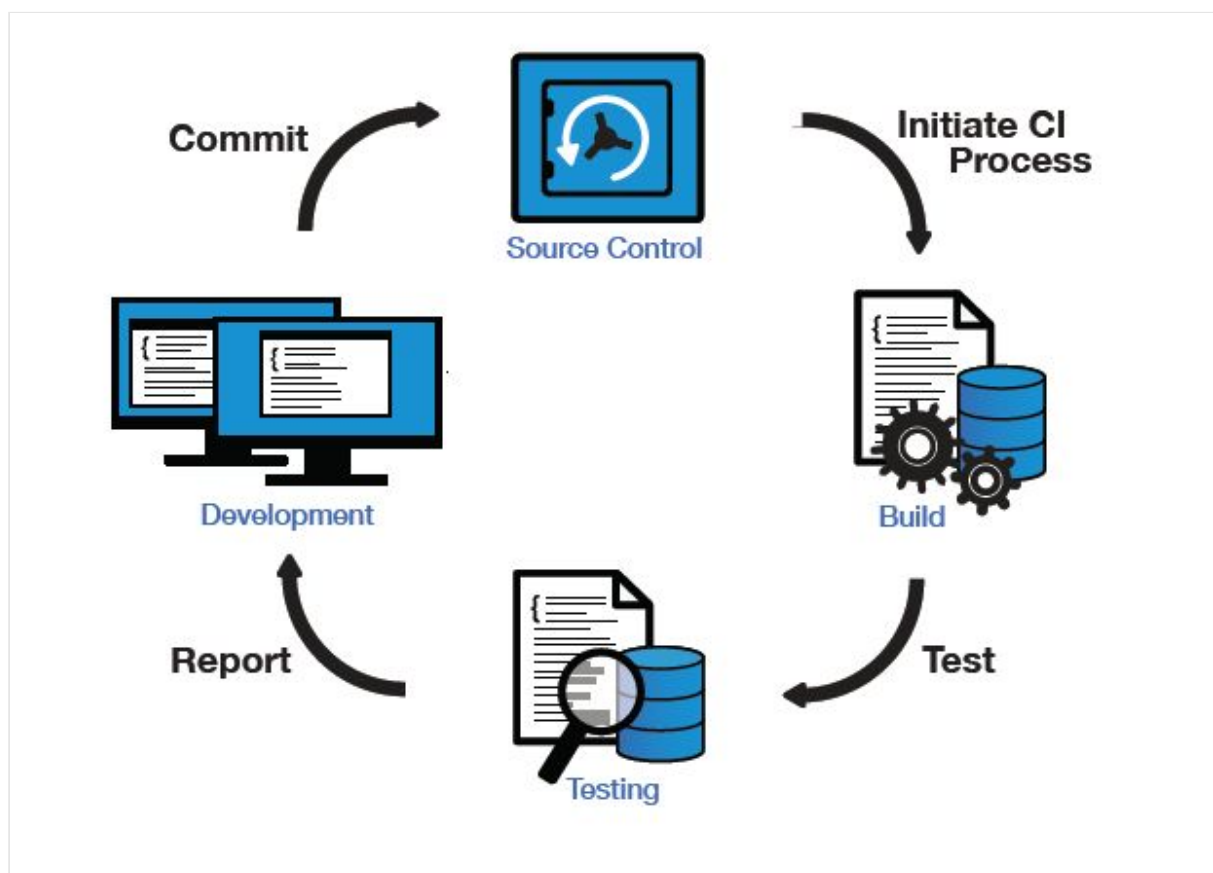 Commit
Initiate CI
Process
Source Control
Development
Build
Report
Test
Testing